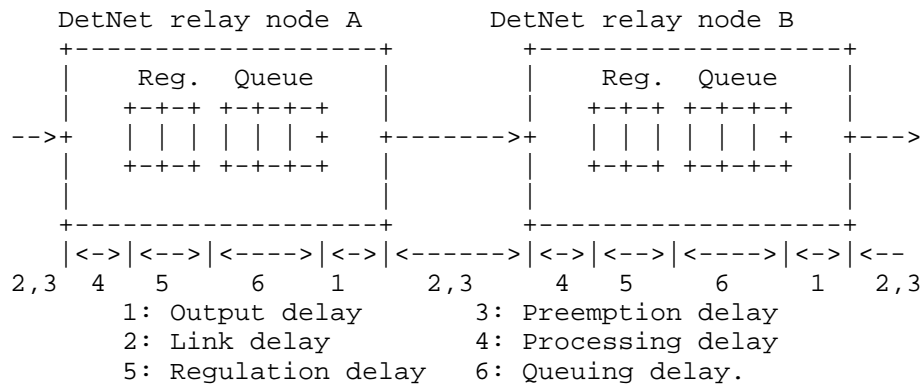 DetNet relay node A        DetNet relay node B
Reg.  Queue        Reg.  Queue
|<->|<-->|<---->|<->|<------>|<->|<-->|<---->|<->|<--
2,3  4    5      6     1      2,3       4    5      6     1   2,3
1: Output delay    3: Preemption delay
2: Link delay      4: Processing delay
5: Regulation delay  6: Queuing delay.